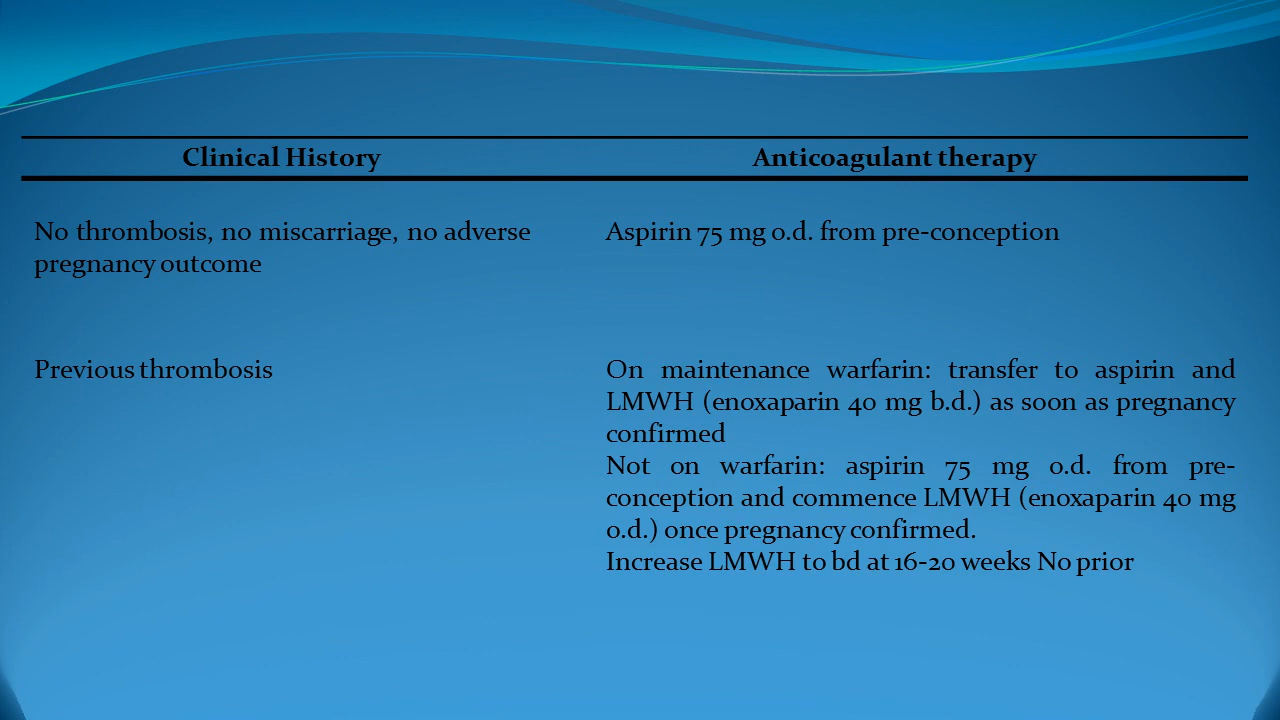 Clinical History
Anticoagulant therapy
No thrombosis, no miscarriage, no adverse
pregnancy outcome
Aspirin 75 mg o.d. from pre-conception
Previous thrombosis
On maintenance warfarin: transfer to aspirin and
LMWH (enoxaparin 40 mg b.d.) as soon as pregnancy
confirmed
Not on warfarin: aspirin 75 mg o.d. from pre-
conception and commence LMWH (enoxaparin 40 mg
o.d.) once pregnancy confirmed.
Increase LMWH to bd at 16-20 weeks No prior